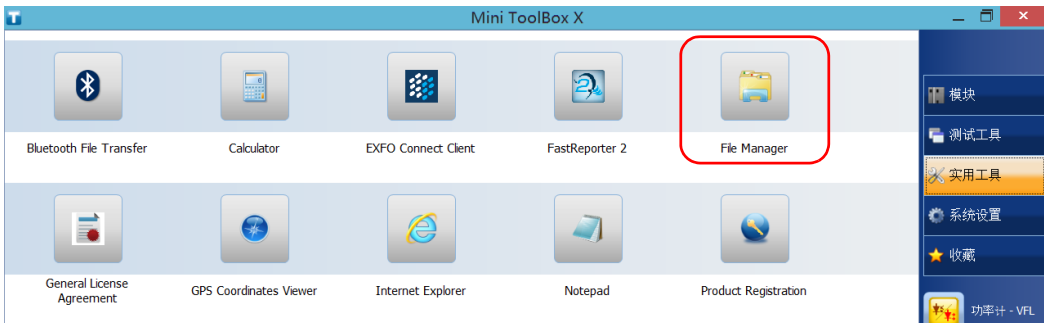 Mini ToolBox X
Bluetooth File Transfer
Calculator
EXFO Connect Client
FastReporter 2
File Manager
General License
Agreement
GPS Coordinates Viewer
Internet Explorer
Notepad
Product Registration
模块
测试工具
实用工具
系统设置
收藏
功率计 - VFL